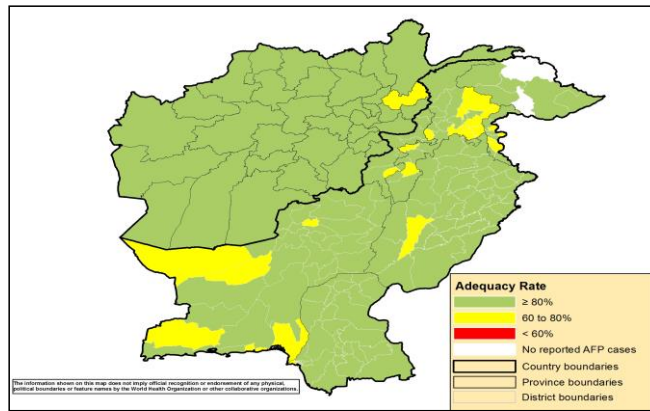 Adequacy Rate
≥ 80%
60 to 80%
< 60%
No reported AFP cases
Country boundaries
Province boundaries
District boundaries
The information shown on this map does not imply official recognition or endorsement of any physical,
political boundaries or feature names by the World Health Organization or other collaborative organizations.